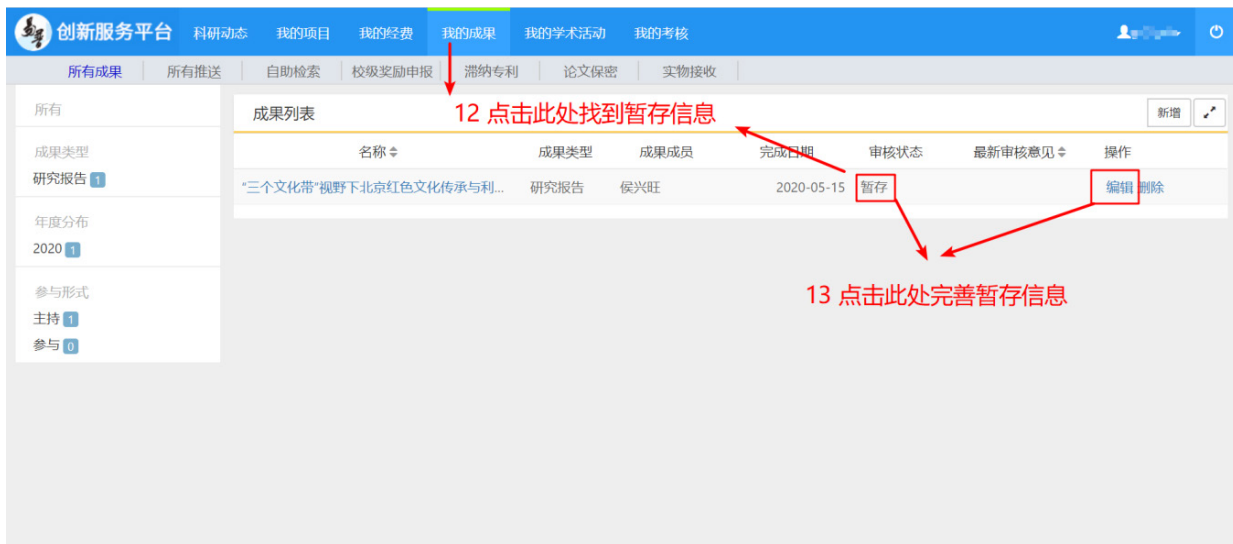 创新服务平台 科研动态 我的项目 我的经费 我的成果 我的学术活动 我的考核
所有成果 所有推送 自助检索 校级奖励申报 滞纳专利 论文保密 实物接收
所有
成果列表
12 点击此处找到暂存信息
新增
成果类型
名称 成果类型 成果成员 完成日期 审核状态 最新审核意见 操作
研究报告 1
“三个文化带”视野下北京红色文化传承与利... 研究报告 侯兴旺 2020-05-15 暂存 编辑 删除
年度分布
2020 1
参与形式
13 点击此处完善暂存信息
主持 1
参与 0